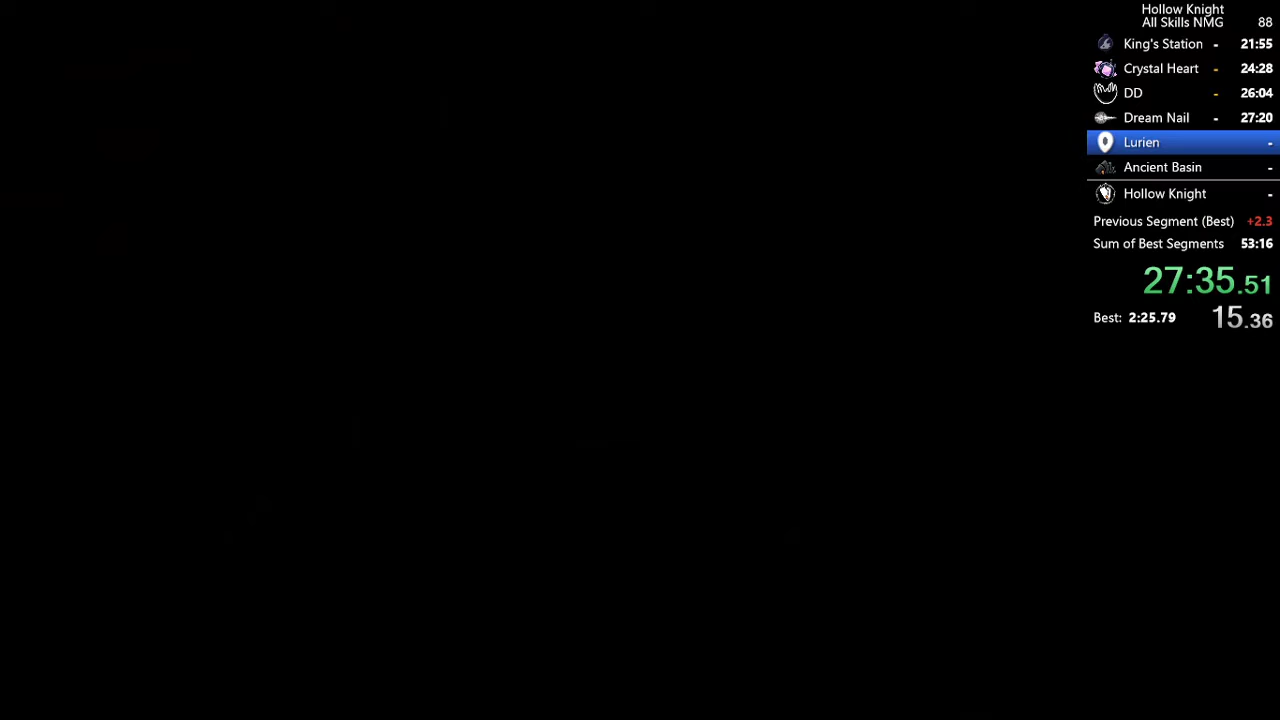 Hollow Knight
All Skills NMG 88
King's Station - 21:55
Crystal Heart - 24:28
DD - 26:04
Dream Nail - 27:20
Lurien -
Ancient Basin -
Hollow Knight -
Previous Segment (Best) +2.3
Sum of Best Segments 53:16
27:35.51
Best: 2:25.79 15.36